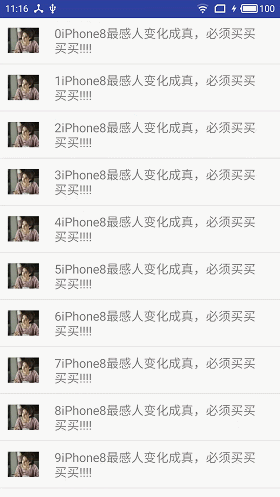 11:16 100
0iPhone8最感人变化成真，必须买买
买买!!!!
1iPhone8最感人变化成真，必须买买
买买!!!!
2iPhone8最感人变化成真，必须买买
买买!!!!
3iPhone8最感人变化成真，必须买买
买买!!!!
4iPhone8最感人变化成真，必须买买
买买!!!!
5iPhone8最感人变化成真，必须买买
买买!!!!
6iPhone8最感人变化成真，必须买买
买买!!!!
7iPhone8最感人变化成真，必须买买
买买!!!!
8iPhone8最感人变化成真，必须买买
买买!!!!
9iPhone8最感人变化成真，必须买买
买买!!!!